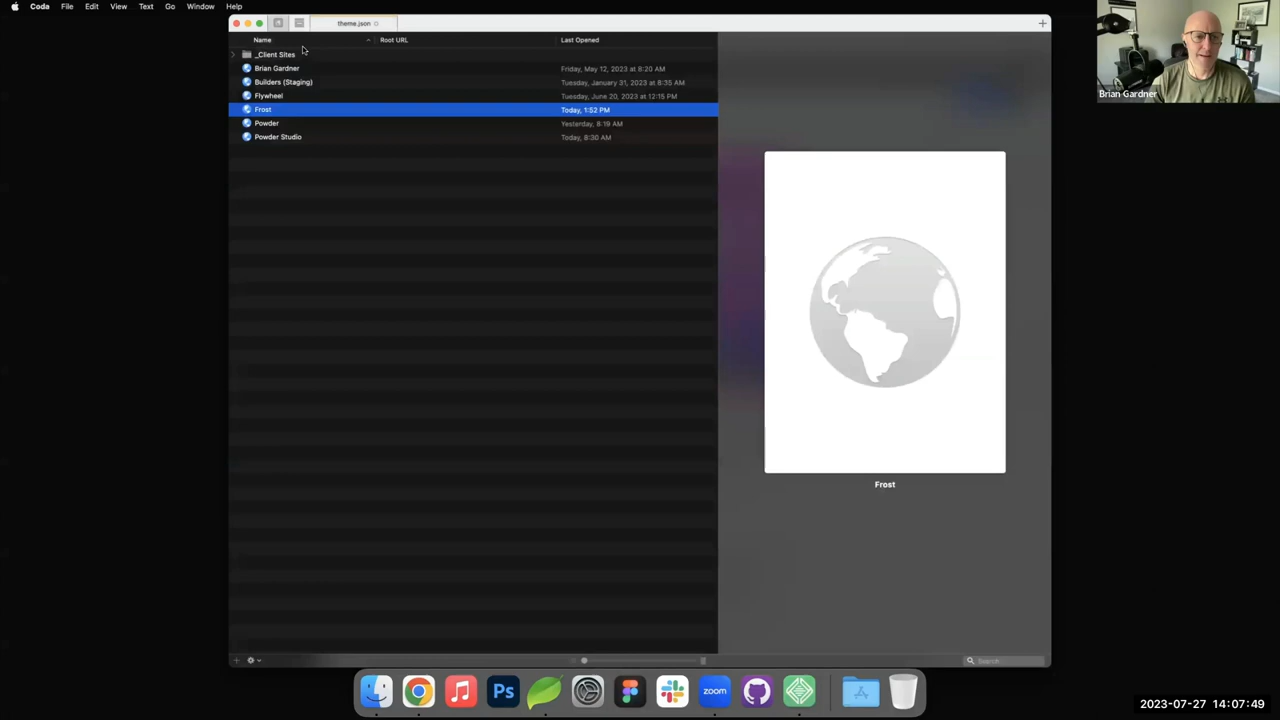 Coda File Edit View Text Go Window Help
theme.json
Name Root URL Last Opened
_Client Sites
Brian Gardner Friday, May 12, 2023 at 8:20 AM
Builders (Staging) Tuesday, January 31, 2023 at 8:35 AM
Flywheel Tuesday, June 20, 2023 at 12:15 PM
Frost Today, 1:52 PM
Powder Yesterday, 8:19 AM
Powder Studio Today, 8:30 AM
Brian Gardner
Frost
Search
Ps
zoom
2023-07-27 14:07:49